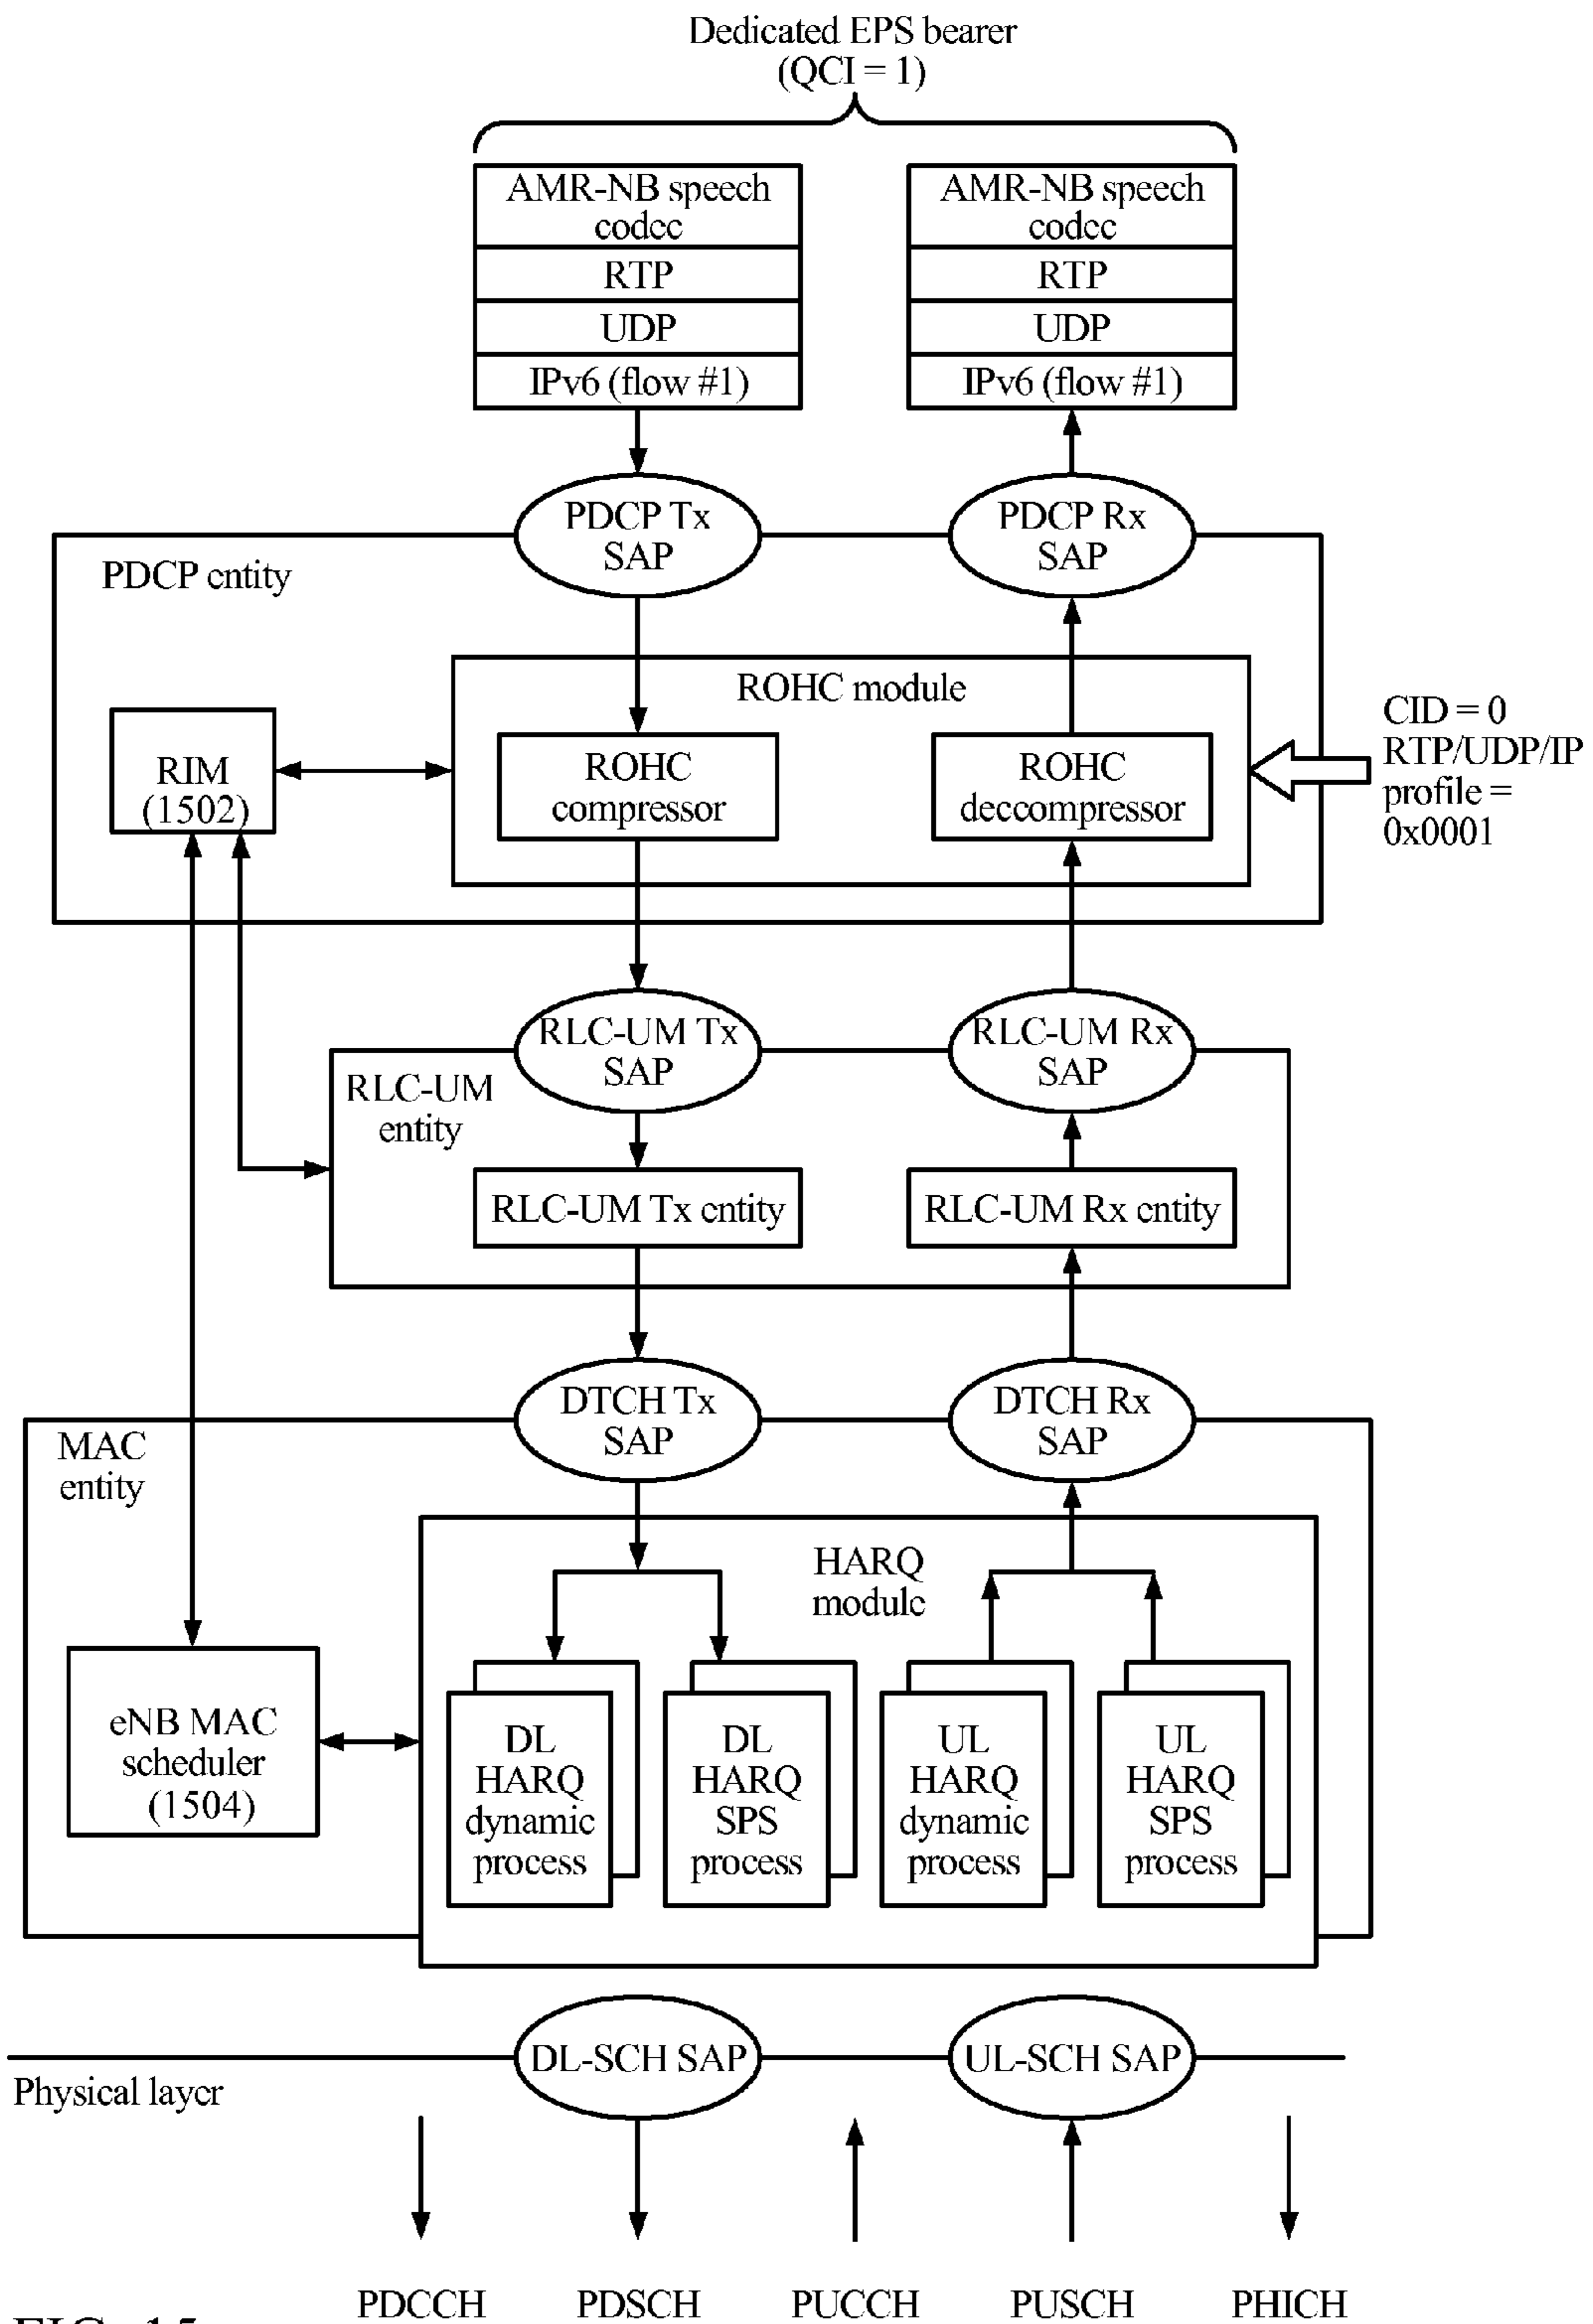 Dedicated EPS bearer
(QCI = 1)
AMR-NB speech
codec
RTP
UDP
IPv6 (flow #1)
AMR-NB speech
codec
RTP
UDP
IPv6 (flow #1)
PDCP Tx
SAP
PDCP Rx
SAP
PDCP entity
ROHC module
RIM
(1502)
ROHC
compressor
ROHC
deccompressor
CID = 0
RTP/UDP/IP
profile =
0x0001
RLC-UM Tx
SAP
RLC-UM Rx
SAP
RLC-UM
entity
RLC-UM Tx entity
RLC-UM Rx entity
DTCH Tx
SAP
DTCH Rx
SAP
MAC
entity
HARQ
module
eNB MAC
scheduler
(1504)
DL
HARQ
dynamic
process
DL
HARQ
SPS
process
UL
HARQ
dynamic
process
UL
HARQ
SPS
process
DL-SCH SAP
UL-SCH SAP
Physical layer
PDCCH
PDSCH
PUCCH
PUSCH
PHICH
FIG. 15